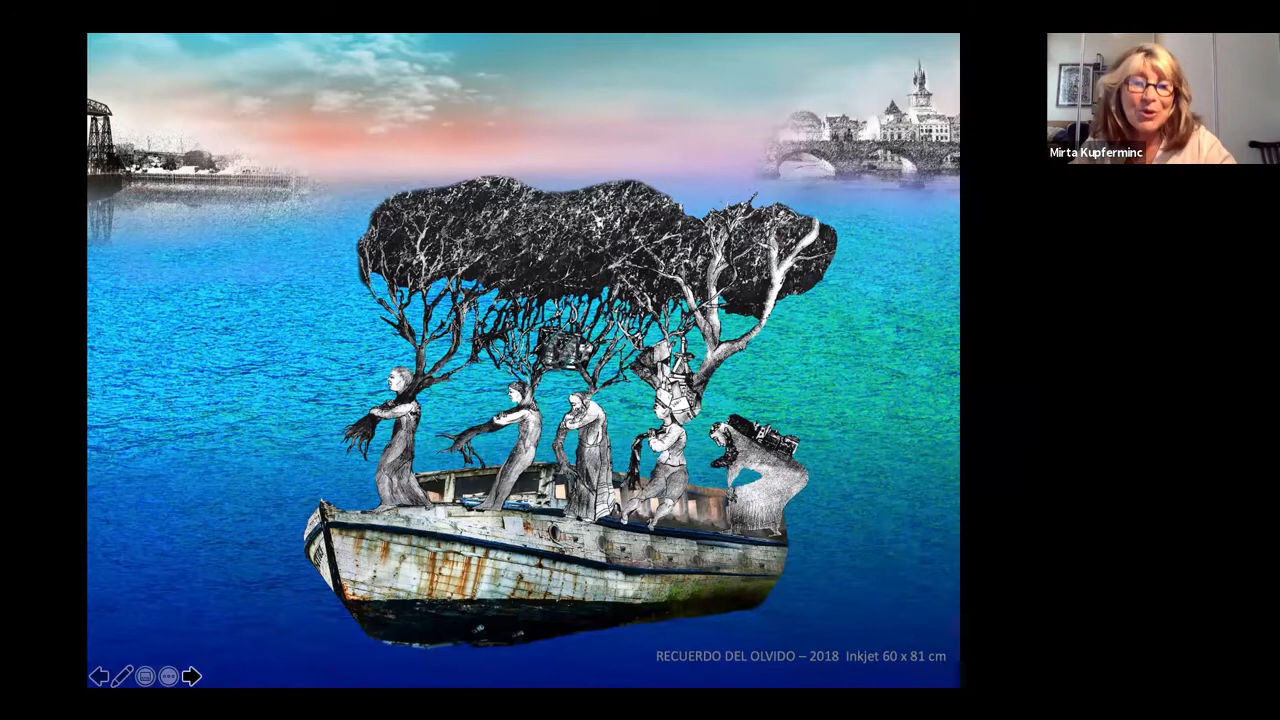 Mirta Kupferminc
RECUERDO DEL OLVIDO – 2018 Inkjet 60 x 81 cm